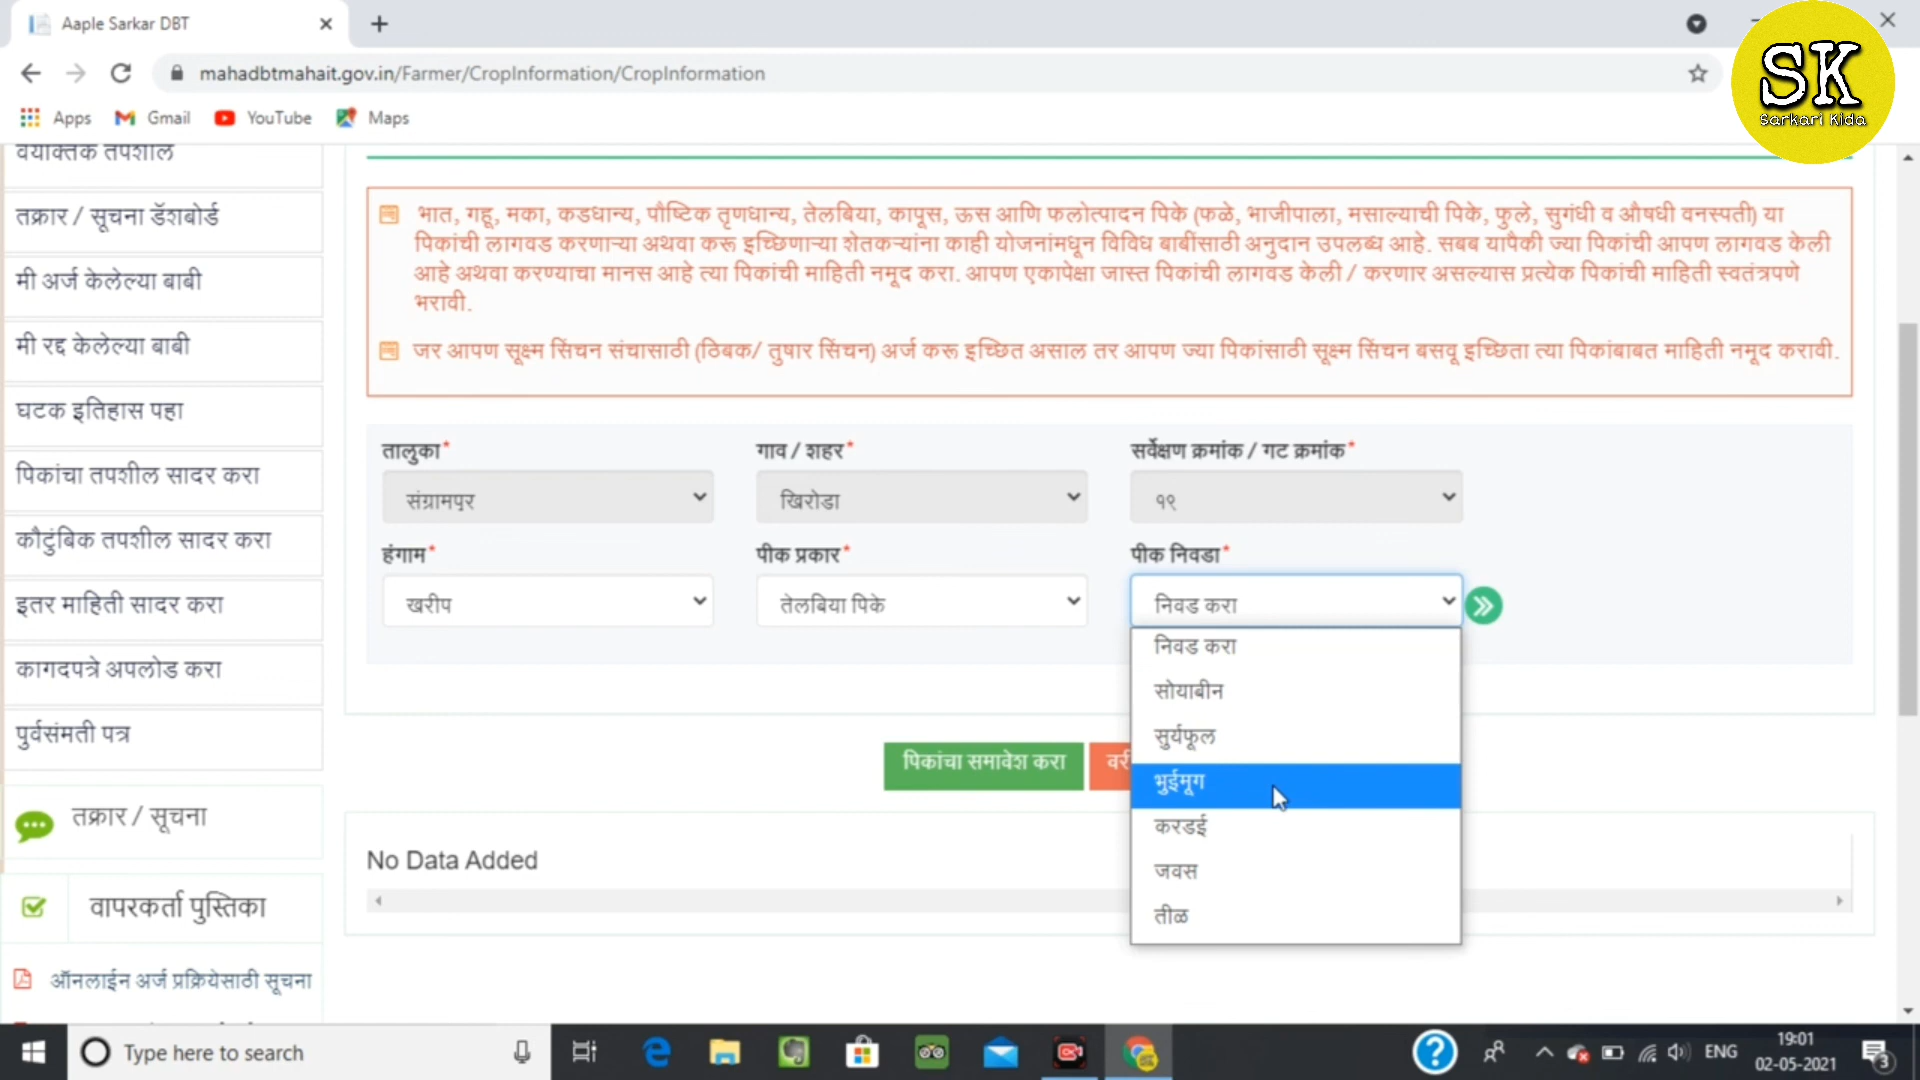 Aaple Sarkar DBT
SK
Sarkari Kida
mahadbtmahait.gov.in/Farmer/CropInformation/CropInformation
Apps
Gmail
YouTube
Maps
वैयक्तिक तपशील
तक्रार / सूचना डॅशबोर्ड
मी अर्ज केलेल्या बाबी
मी रद्द केलेल्या बाबी
घटक इतिहास पहा
पिकांचा तपशील सादर करा
कौटुंबिक तपशील सादर करा
इतर माहिती सादर करा
कागदपत्रे अपलोड करा
पुर्वसंमती पत्र
तक्रार / सूचना
वापरकर्ता पुस्तिका
ऑनलाईन अर्ज प्रक्रियेसाठी सूचना
भात, गहू, मका, कडधान्य, पौष्टिक तृणधान्य, तेलबिया, कापूस, ऊस आणि फलोत्पादन पिके (फळे, भाजीपाला, मसाल्याची पिके, फुले, सुगंधी व औषधी वनस्पती) या
पिकांची लागवड करणाऱ्या अथवा करू इच्छिणाऱ्या शेतकऱ्यांना काही योजनांमधून विविध बाबींसाठी अनुदान उपलब्ध आहे. सबब यापैकी ज्या पिकांची आपण लागवड केली
आहे अथवा करण्याचा मानस आहे त्या पिकांची माहिती नमूद करा. आपण एकापेक्षा जास्त पिकांची लागवड केली / करणार असल्यास प्रत्येक पिकांची माहिती स्वतंत्रपणे
भरावी.
जर आपण सूक्ष्म सिंचन संचासाठी (ठिबक/ तुषार सिंचन) अर्ज करू इच्छित असाल तर आपण ज्या पिकांसाठी सूक्ष्म सिंचन बसवू इच्छिता त्या पिकांबाबत माहिती नमूद करावी.
तालुका*
गाव / शहर*
सर्वेक्षण क्रमांक / गट क्रमांक*
संग्रामपूर
खिरोडा
१९
हंगाम*
पीक प्रकार*
पीक निवडा*
खरीप
तेलबिया पिके
निवड करा
निवड करा
सोयाबीन
सुर्यफूल
भुईमूग
करडई
जवस
तीळ
पिकांचा समावेश करा
No Data Added
Type here to search
ENG
19:01
02-05-2021
3